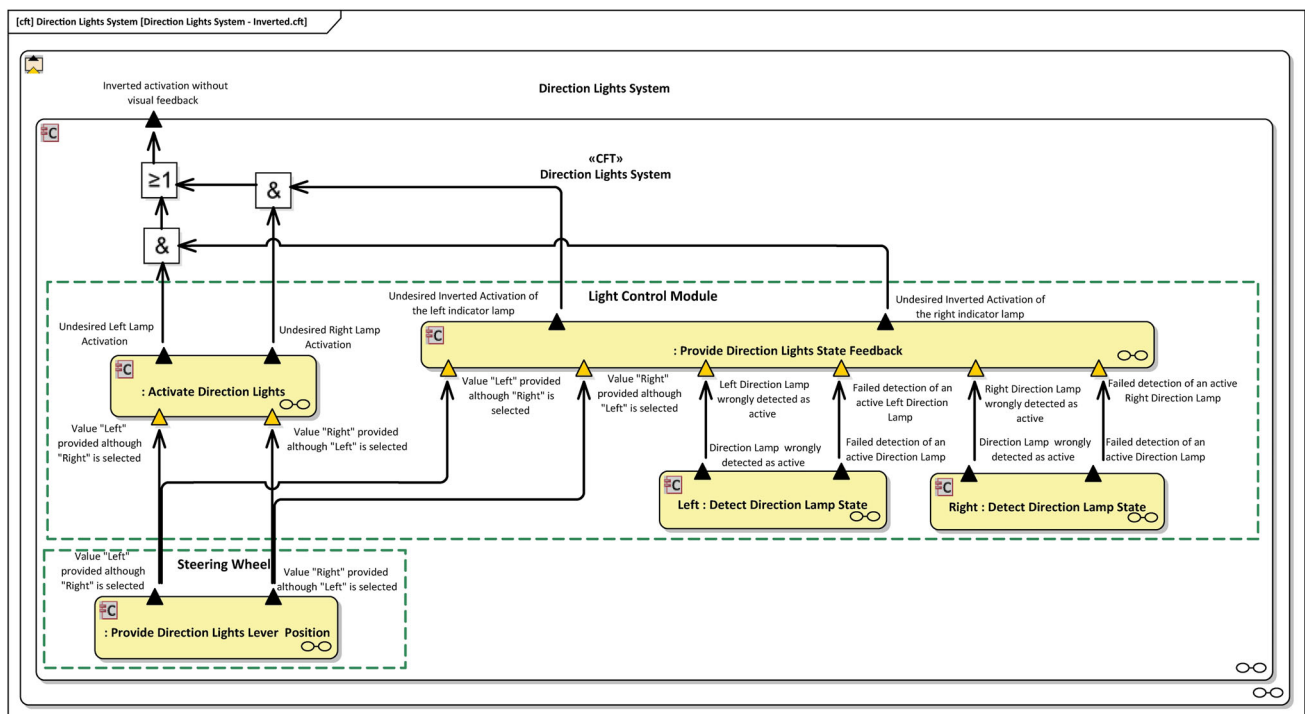 [cft] Direction Lights System [Direction Lights System - Inverted.cft]
Inverted activation without
visual feedback
Direction Lights System
C
«CFT»
Direction Lights System
≥1
&
&
Light Control Module
Undesired Inverted Activation of
the left indicator lamp
Undesired Inverted Activation of
the right indicator lamp
Undesired Left Lamp
Activation
Undesired Right Lamp
Activation
C
: Provide Direction Lights State Feedback
C
: Activate Direction Lights
Value "Left" provided
although "Right" is
selected
Value "Right"
provided although
"Left" is selected
Left Direction Lamp
wrongly detected as
active
Failed detection of an
active Left Direction
Lamp
Right Direction Lamp
wrongly detected as
active
Failed detection of an active
Right Direction Lamp
Value "Left"
provided although
"Right" is selected
Value "Right" provided
although "Left" is selected
Direction Lamp wrongly
detected as active
Failed detection of an
active Direction Lamp
Direction Lamp wrongly
detected as active
Failed detection of an
active Direction Lamp
C
Left : Detect Direction Lamp State
C
Right : Detect Direction Lamp State
Steering Wheel
Value "Left"
provided although
"Right" is selected
Value "Right" provided
although "Left" is selected
C
: Provide Direction Lights Lever Position